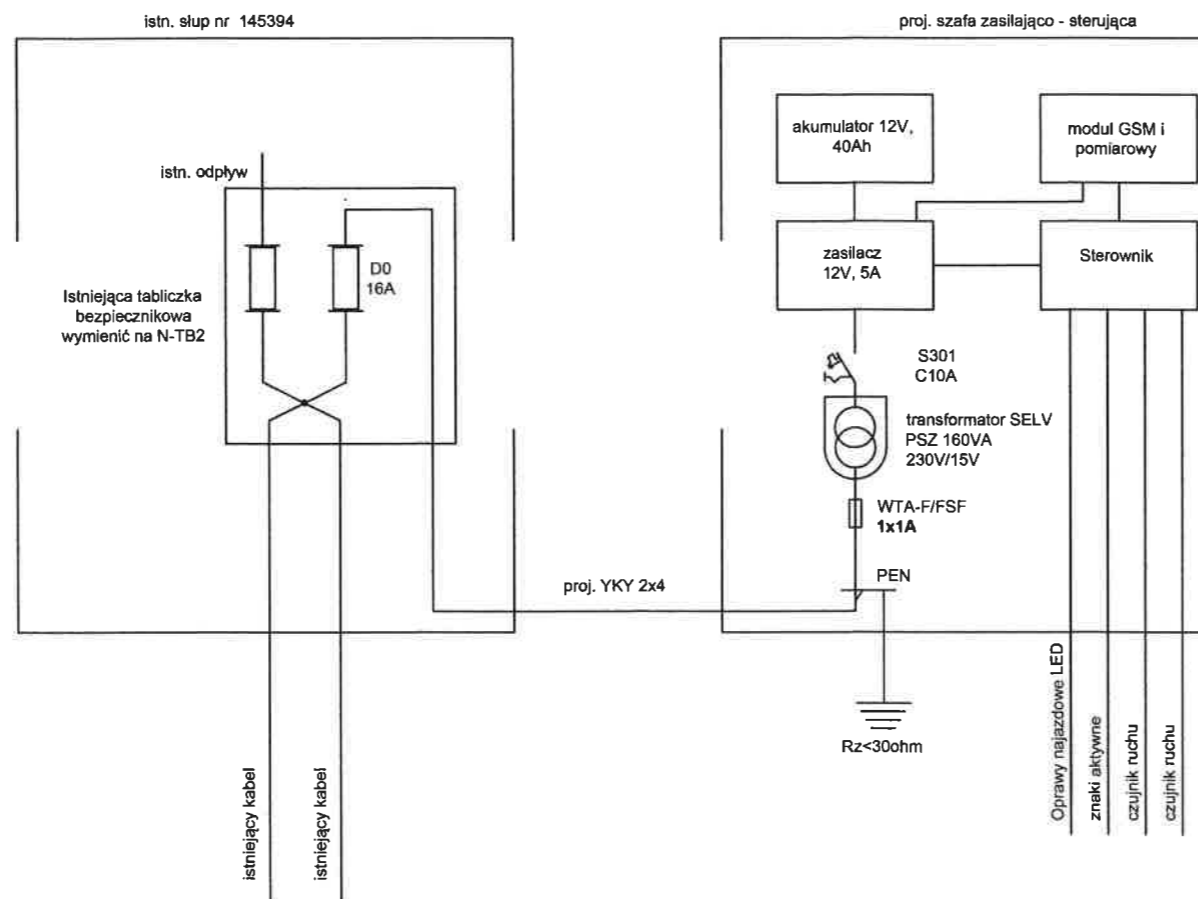 istn. słup nr 145394
proj. szafa zasilająco - sterująca
akumulator 12V,
40Ah
moduł GSM i
pomiarowy
istn. odpływ
zasilacz
12V, 5A
Sterownik
D0
16A
Istniejąca tabliczka
bezpiecznikowa
wymienić na N-TB2
S301
C10A
transformator SELV
PSZ 160VA
230V/15V
WTA-F/FSF
1x1A
PEN
proj. YKY 2x4
Rz<30ohm
istniejący kabel
istniejący kabel
Oprawy najazdowe LED
znaki aktywne
czujnik ruchu
czujnik ruchu